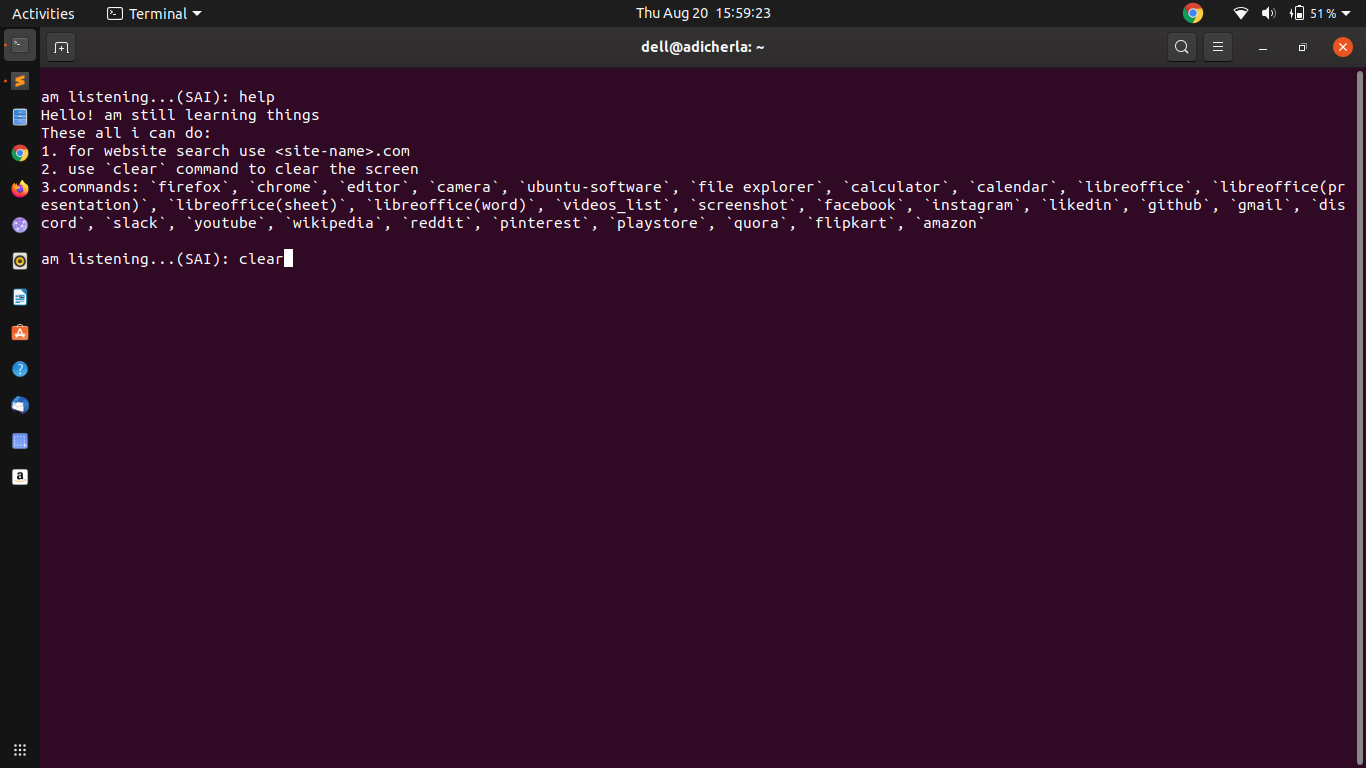 Activities
Terminal
Thu Aug 20 15:59:23
51%
dell@adicherla: ~
am listening...(SAI): help
Hello! am still learning things
These all i can do:
1. for website search use <site-name>.com
2. use `clear` command to clear the screen
3.commands: `firefox`, `chrome`, `editor`, `camera`, `ubuntu-software`, `file explorer`, `calculator`, `calendar`, `libreoffice`, `libreoffice(pr
esentation)`, `libreoffice(sheet)`, `libreoffice(word)`, `videos_list`, `screenshot`, `facebook`, `instagram`, `likedin`, `github`, `gmail`, `dis
cord`, `slack`, `youtube`, `wikipedia`, `reddit`, `pinterest`, `playstore`, `quora`, `flipkart`, `amazon`
am listening...(SAI): clear